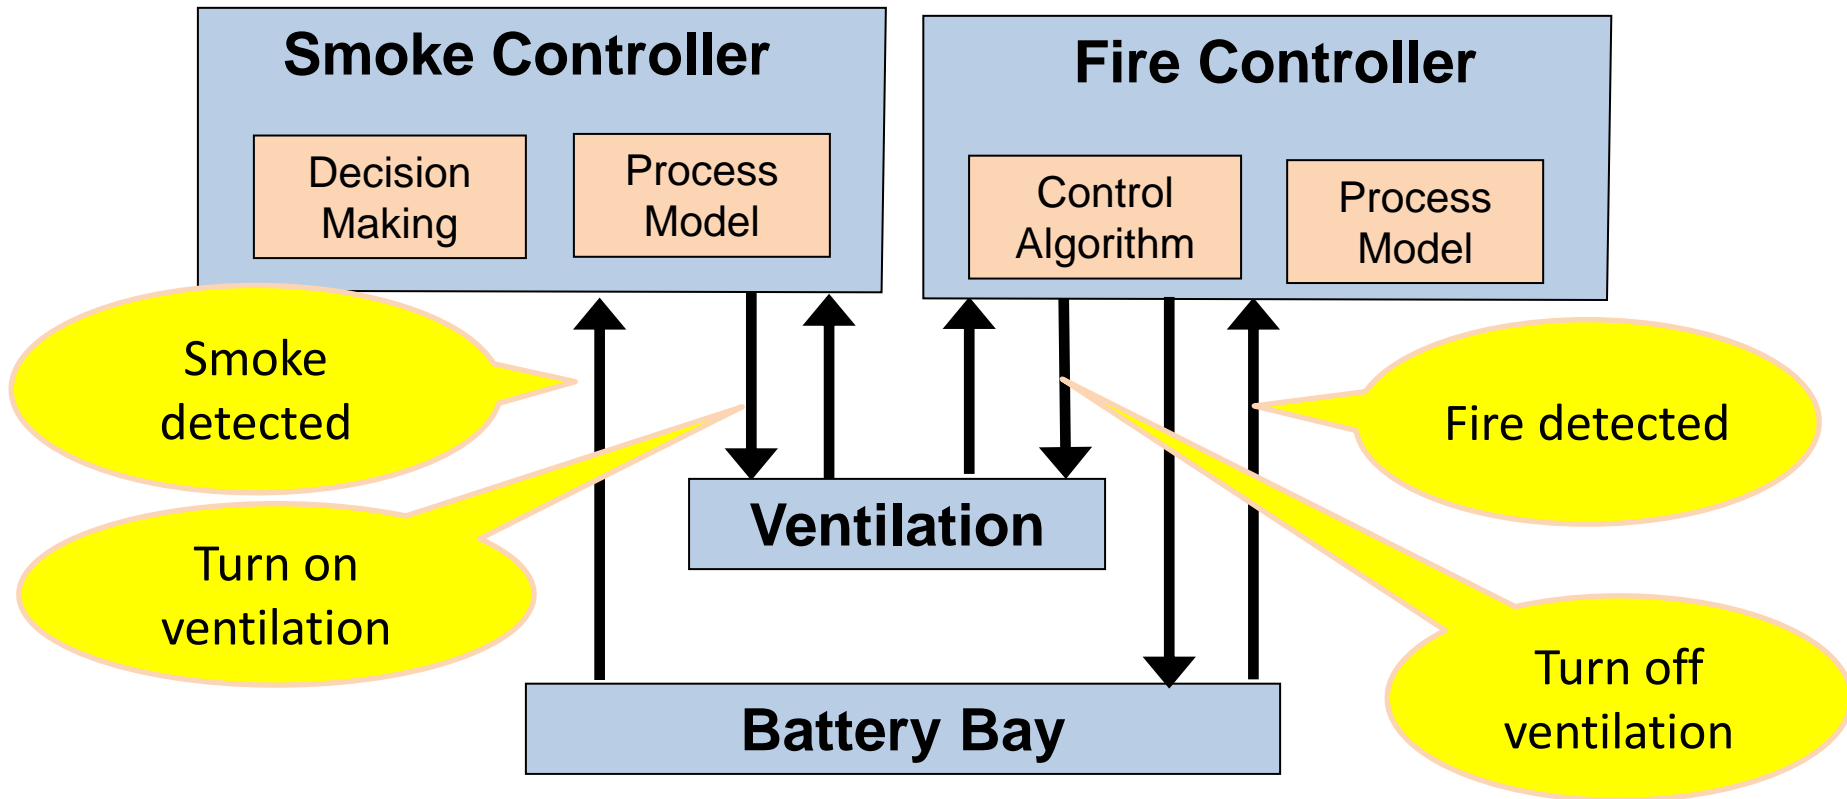 Smoke Controller
Decision
Making
Process
Model
Fire Controller
Control
Algorithm
Process
Model
Smoke
detected
Turn on
ventilation
Fire detected
Turn off
ventilation
Ventilation
Battery Bay